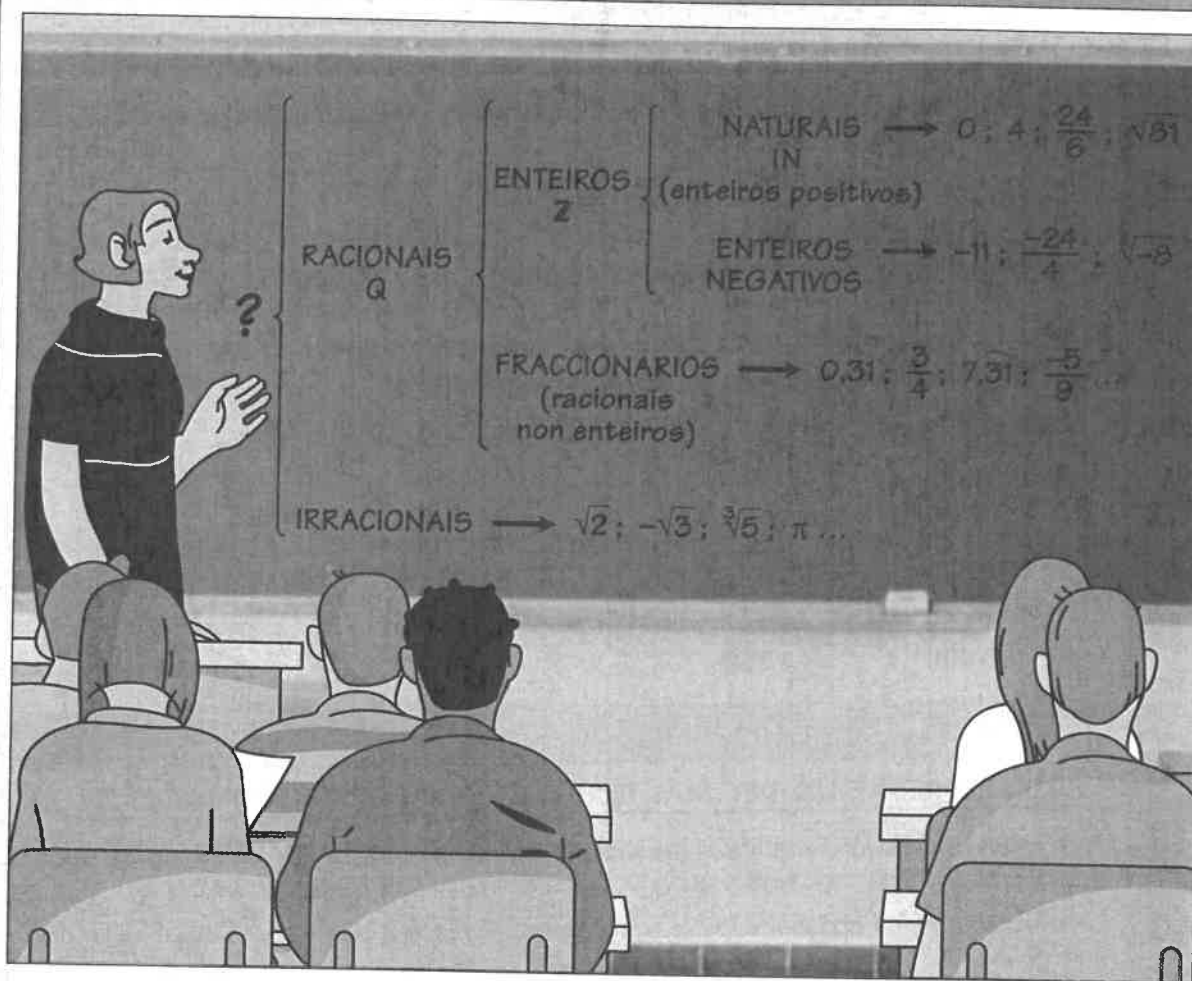 NATURAIS → 0 ; 4 ; 24/6 ; √81
IN
(enteiros positivos)
ENTEIROS
Z
ENTEIROS → -11 ; -24/4 ; ∛-8
NEGATIVOS
RACIONAIS
Q
?
FRACCIONARIOS → 0,31 ; 3/4 ; 7,31 ; -5/9 ...
(racionais
non enteiros)
IRRACIONAIS → √2 ; -√3 ; ∛5 ; π ...